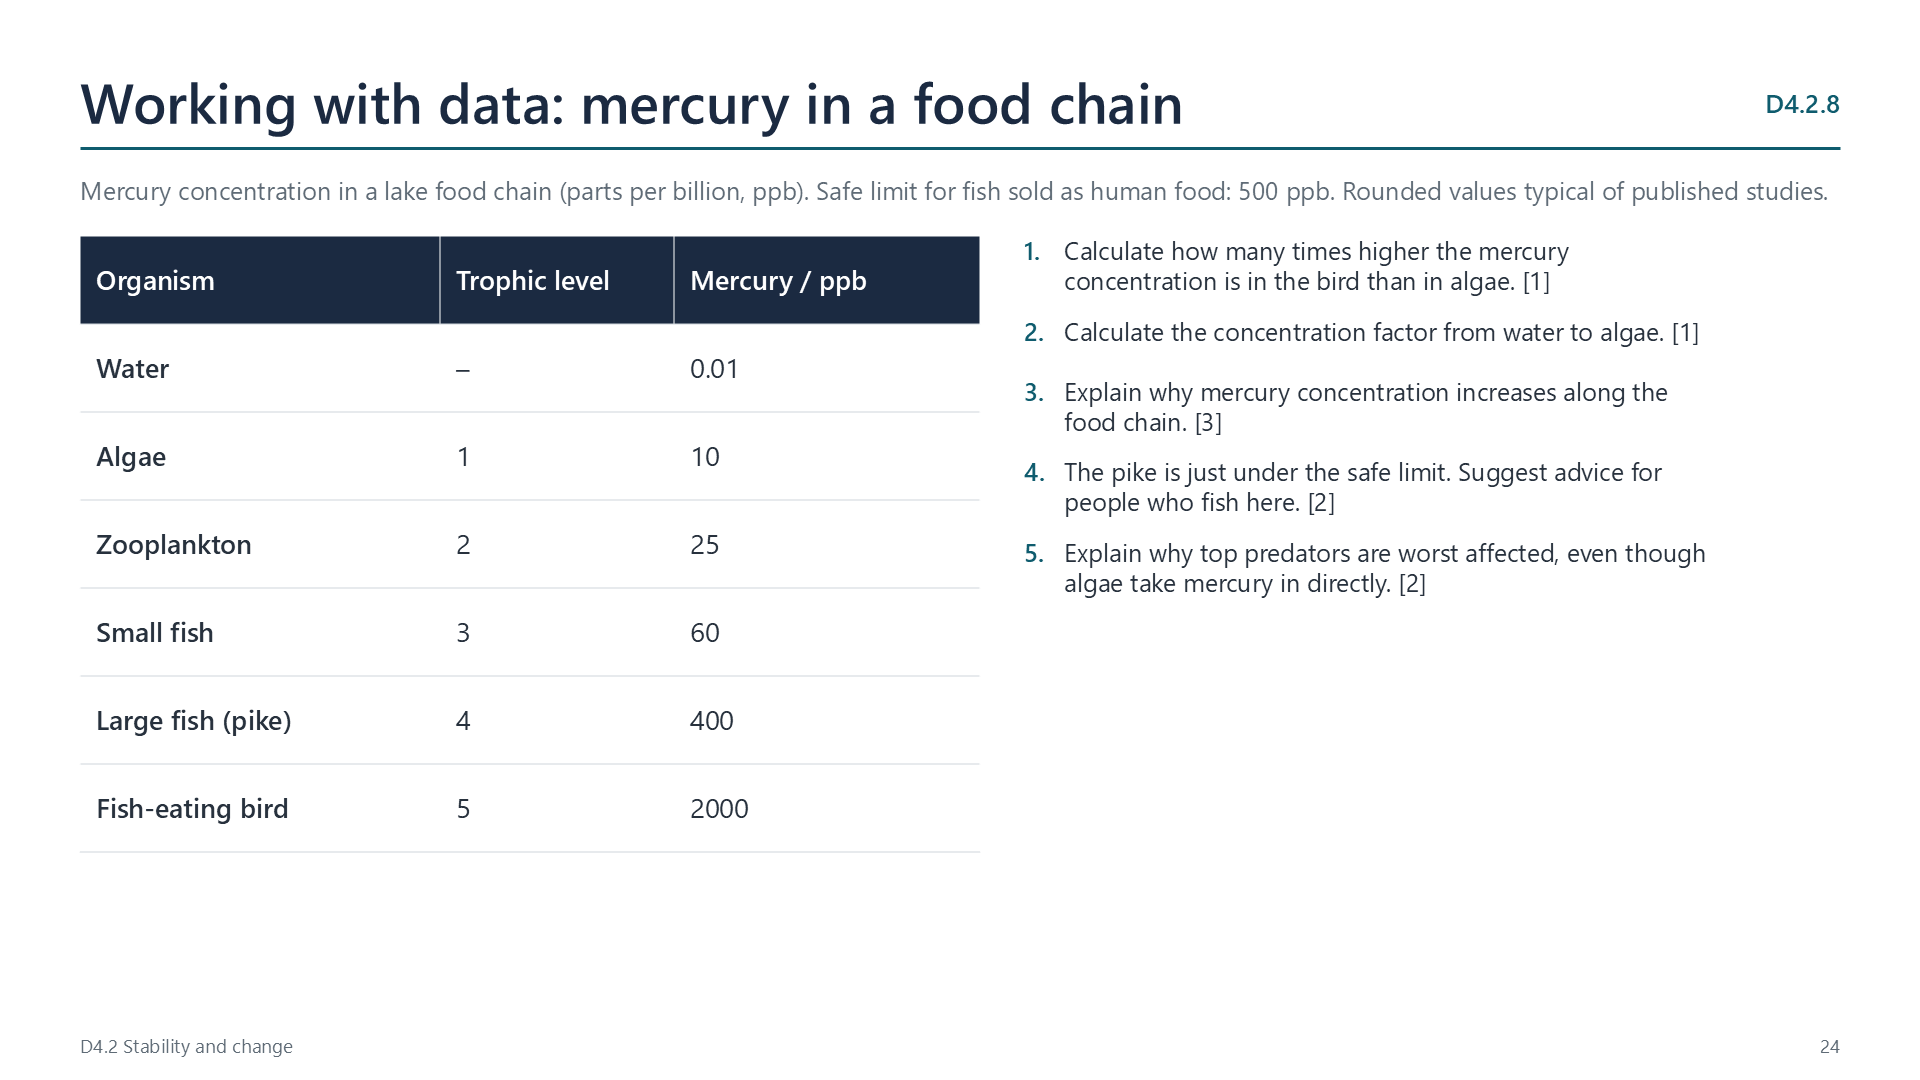 Working with data: mercury in a food chain
D4.2.8
Mercury concentration in a lake food chain (parts per billion, ppb). Safe limit for fish sold as human food: 500 ppb. Rounded values typical of published studies.
Organism Trophic level Mercury / ppb
Water – 0.01
Algae 1 10
Zooplankton 2 25
Small fish 3 60
Large fish (pike) 4 400
Fish-eating bird 5 2000
1. Calculate how many times higher the mercury
concentration is in the bird than in algae. [1]
2. Calculate the concentration factor from water to algae. [1]
3. Explain why mercury concentration increases along the
food chain. [3]
4. The pike is just under the safe limit. Suggest advice for
people who fish here. [2]
5. Explain why top predators are worst affected, even though
algae take mercury in directly. [2]
D4.2 Stability and change
24